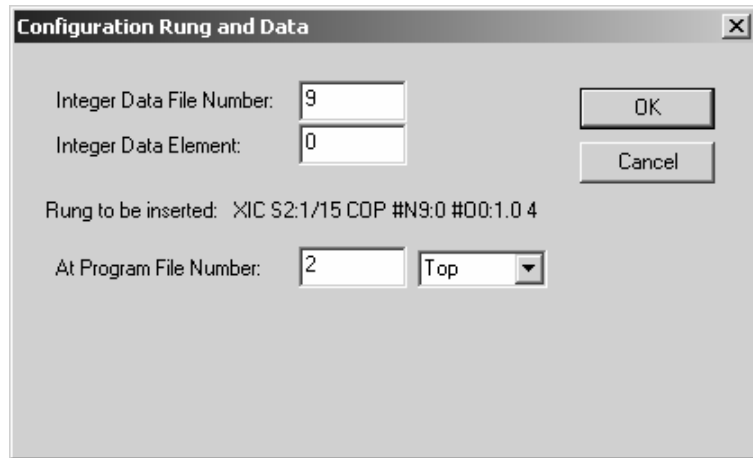 Configuration Rung and Data
Integer Data File Number: 9
OK
Integer Data Element: 0
Cancel
Rung to be inserted: XIC S2:1/15 COP #N9:0 #O0:1.0 4
At Program File Number: 2 Top